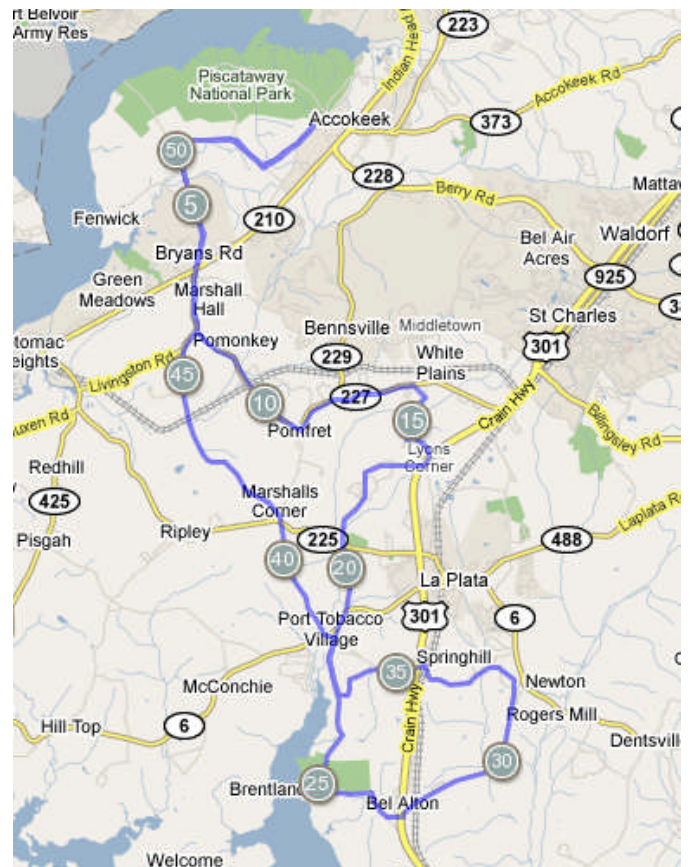 rt Belvoir
Army Res
223
Indian He
Piscataway
National Park
Accokeek
373
Accokeek Rd
50
228
Berry Rd
Mattaw
5
Fenwick
210
Bel Air
Acres
Waldorf
Bryans Rd
925
Green
Meadows
Marshall
Hall
St Charles
Bennsville
Middletown
301
otomac
eights
Pomonkey
229
White
Plains
Livingston Rd
45
10
227
15
Crain Hwy
Billingsley Rd
uxen Rd
Pomfret
Lyons
Corner
Redhill
425
Marshalls
Corner
Laplata R
Pisgah
Ripley
225
488
40
20
La Plata
Port Tobacco
Village
301
6
35
Springhill
McConchie
Newton
Hill Top
6
Crain Hwy
Rogers Mill
Dentsvill
25
30
Brentland
Bel Alton
Welcome